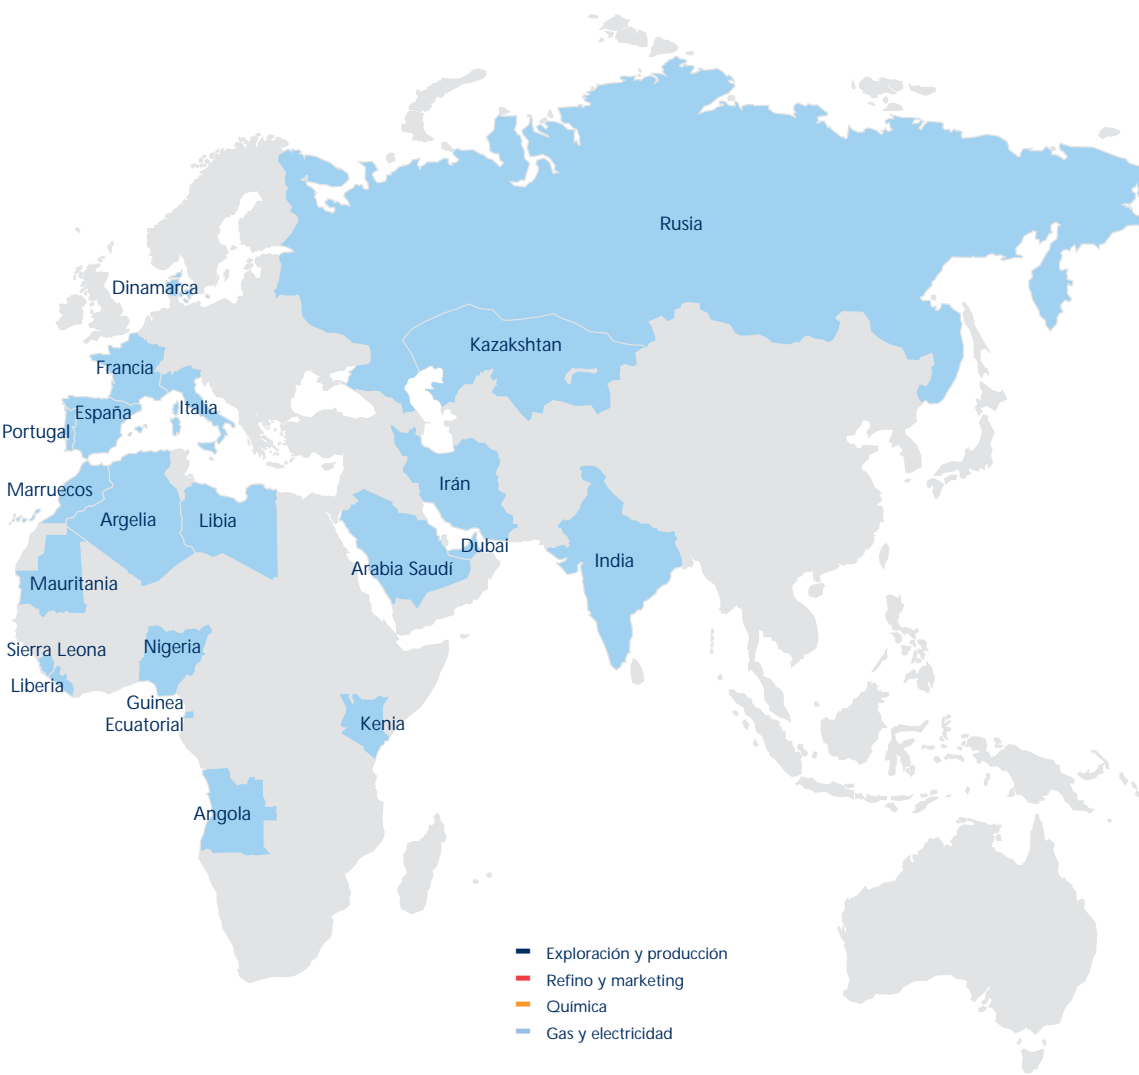 Rusia
Dinamarca
Kazakshtan
Francia
Italia
España
Portugal
Irán
Marruecos
Argelia
Libia
Dubai
India
Arabia Saudí
Mauritania
Nigeria
Sierra Leona
Liberia
Guinea
Ecuatorial
Kenia
Angola
Exploración y producción
Refino y marketing
Química
Gas y electricidad